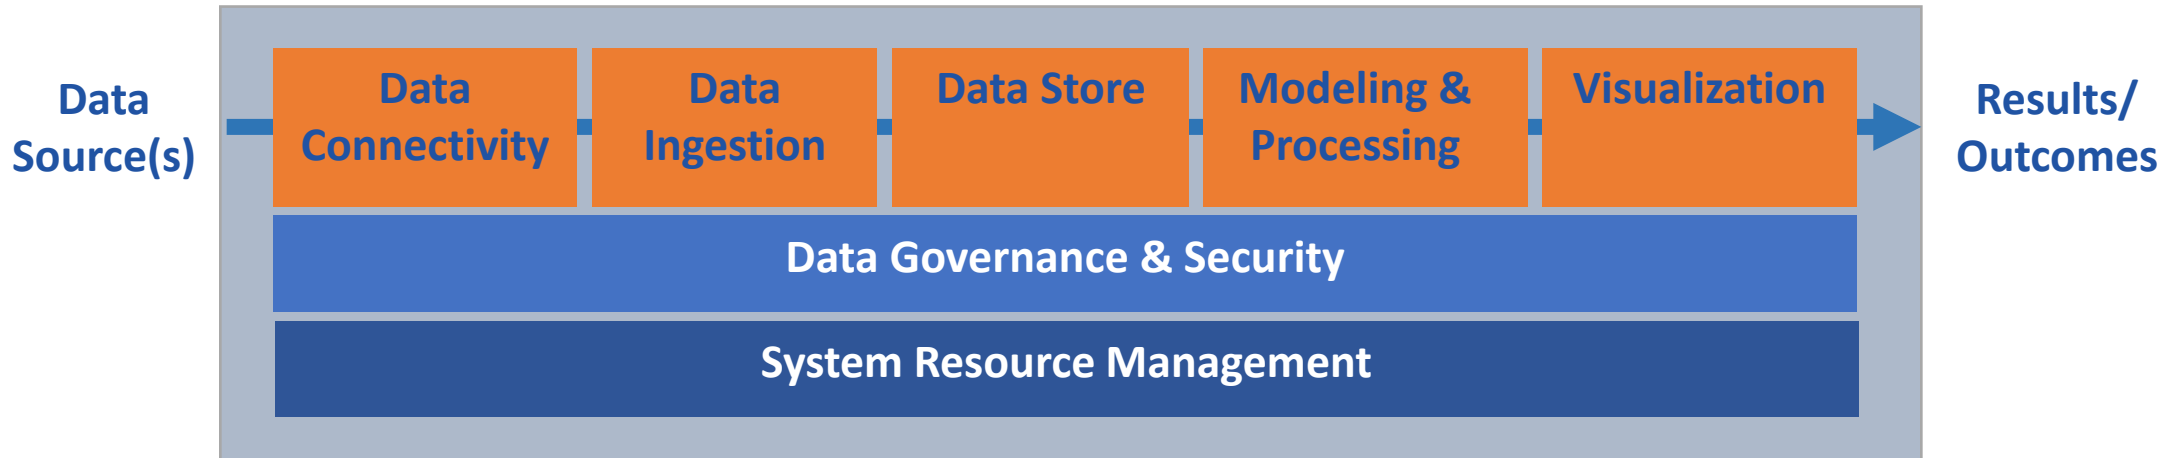 Data
Source(s)
Data
Connectivity
Data
Ingestion
Data Store
Modeling &
Processing
Visualization
Results/
Outcomes
Data Governance & Security
System Resource Management